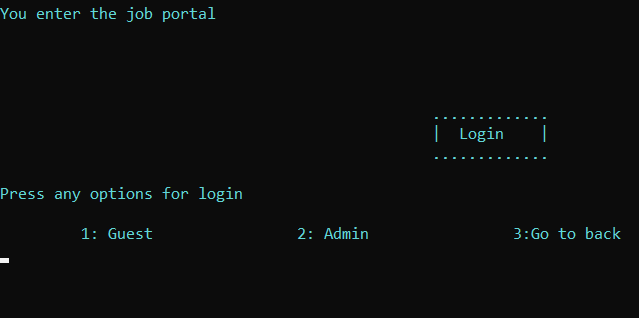 You enter the job portal
.............
|  Login    |
.............
Press any options for login
1: Guest                2: Admin                3:Go to back